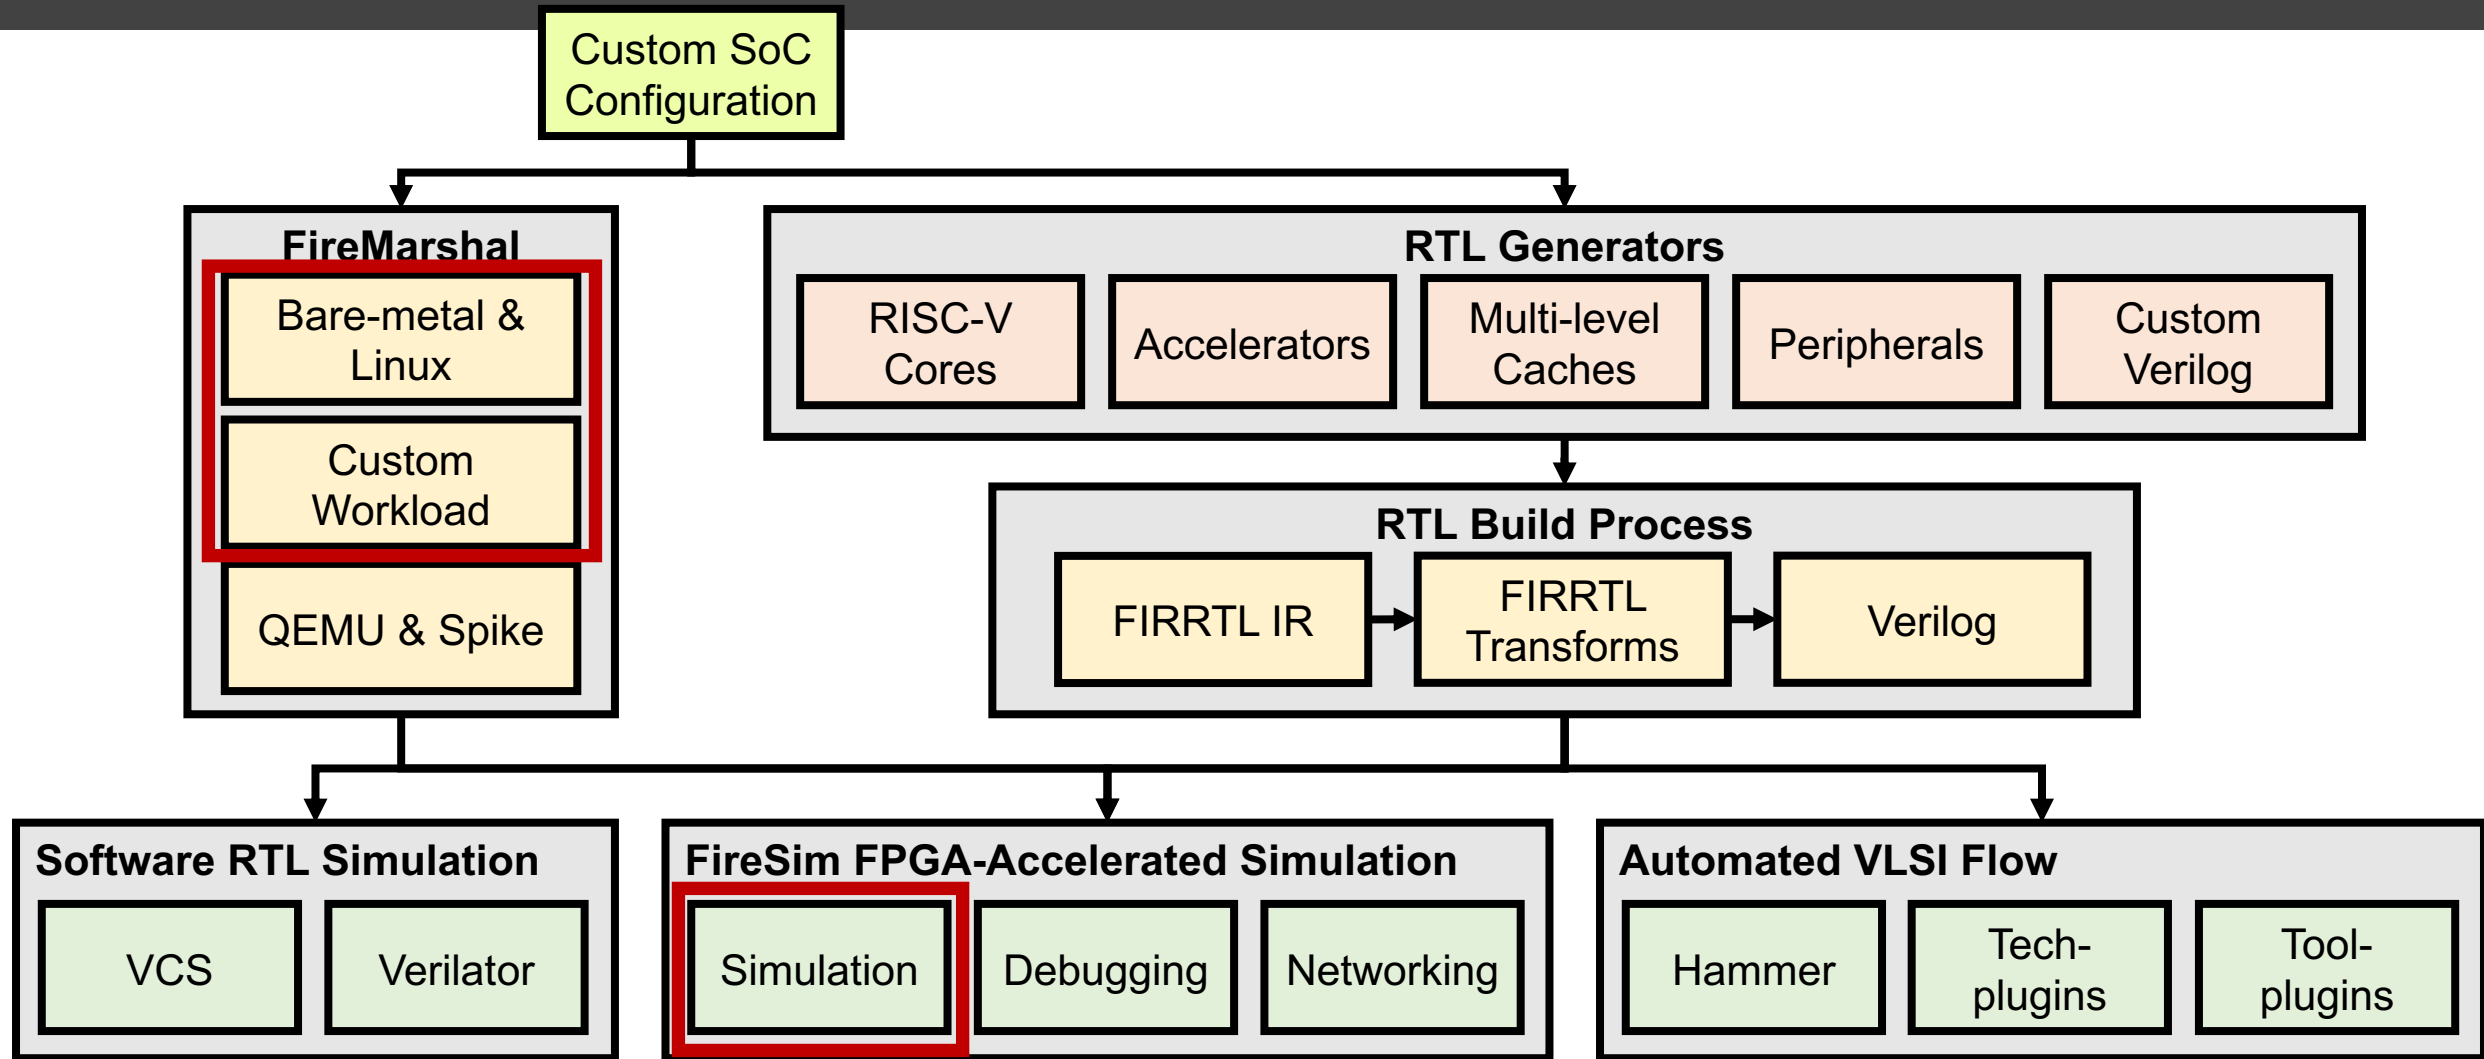 Custom SoC
Configuration
FireMarshal
Bare-metal &
Linux
Custom
Workload
QEMU & Spike
RTL Generators
RISC-V
Cores
Accelerators
Multi-level
Caches
Peripherals
Custom
Verilog
RTL Build Process
FIRRTL IR
FIRRTL
Transforms
Verilog
Software RTL Simulation
VCS
Verilator
FireSim FPGA-Accelerated Simulation
Simulation
Debugging
Networking
Automated VLSI Flow
Hammer
Tech-
plugins
Tool-
plugins